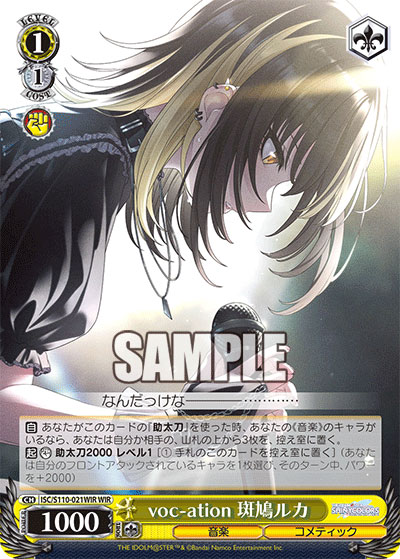 LEVEL
1
1
COST
SAMPLE
なんだっけな――――…………
自 あなたがこのカードの『助太刀』を使った時、あなたの《音楽》のキャラが
いるなら、あなたは自分か相手の、山札の上から3枚を、控え室に置く。
起 助太刀2000 レベル1 [① 手札のこのカードを控え室に置く] (あなた
は自分のフロントアタックされているキャラを1枚選び、そのターン中、パワー
を+2000)
CH ISC/S110-021WIR WIR
POWER
1000
voc-ation 斑鳩ルカ
SHINYCOLORS
音楽
コメティック
THE IDOLM@STER™& ©Bandai Namco Entertainment Inc.